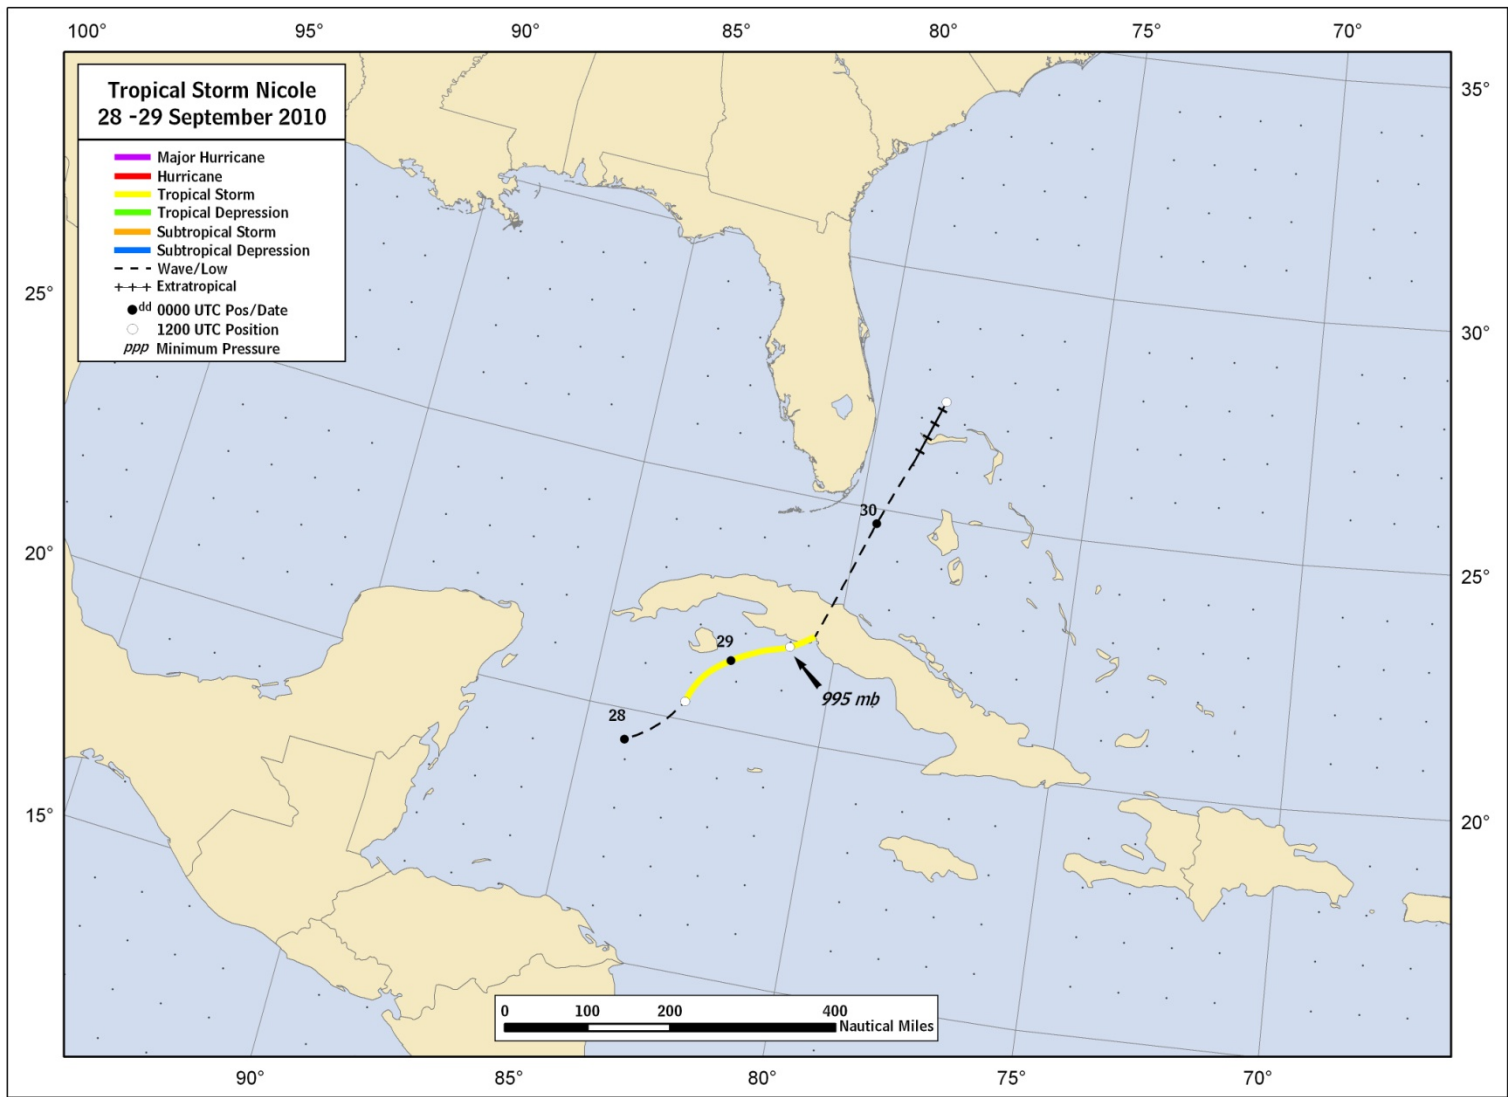 100° 95° 90° 85° 80° 75° 70°
Tropical Storm Nicole
28 -29 September 2010
Major Hurricane
Hurricane
Tropical Storm
Tropical Depression
Subtropical Storm
Subtropical Depression
Wave/Low
Extratropical
dd 0000 UTC Pos/Date
1200 UTC Position
ppp Minimum Pressure
35°
25°
30°
30
20°
25°
29
28
995 mb
15°
20°
0 100 200 400
Nautical Miles
90° 85° 80° 75° 70°